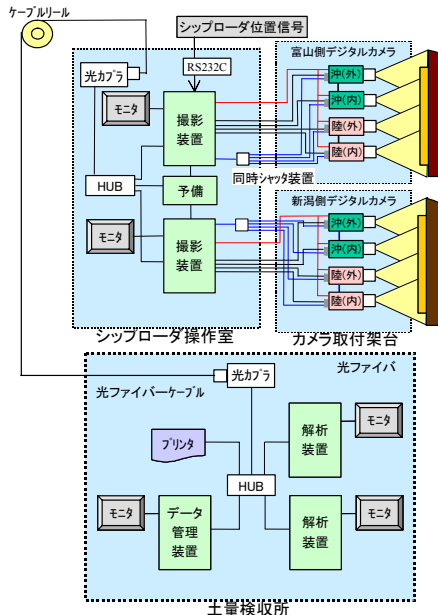 ケーブルリール
シップローダ位置信号
RS232C
光カプラ
モニタ
撮影
装置
HUB
予備
モニタ
撮影
装置
同時シャッタ装置
シップローダ操作室
富山側デジタルカメラ
沖(外)
沖(内)
陸(外)
陸(内)
新潟側デジタルカメラ
沖(外)
沖(内)
陸(外)
陸(内)
カメラ取付架台
光カプラ
光ファイバ
光ファイバーケーブル
プリンタ
HUB
解析
装置
モニタ
モニタ
データ
管理
装置
解析
装置
モニタ
土量検収所